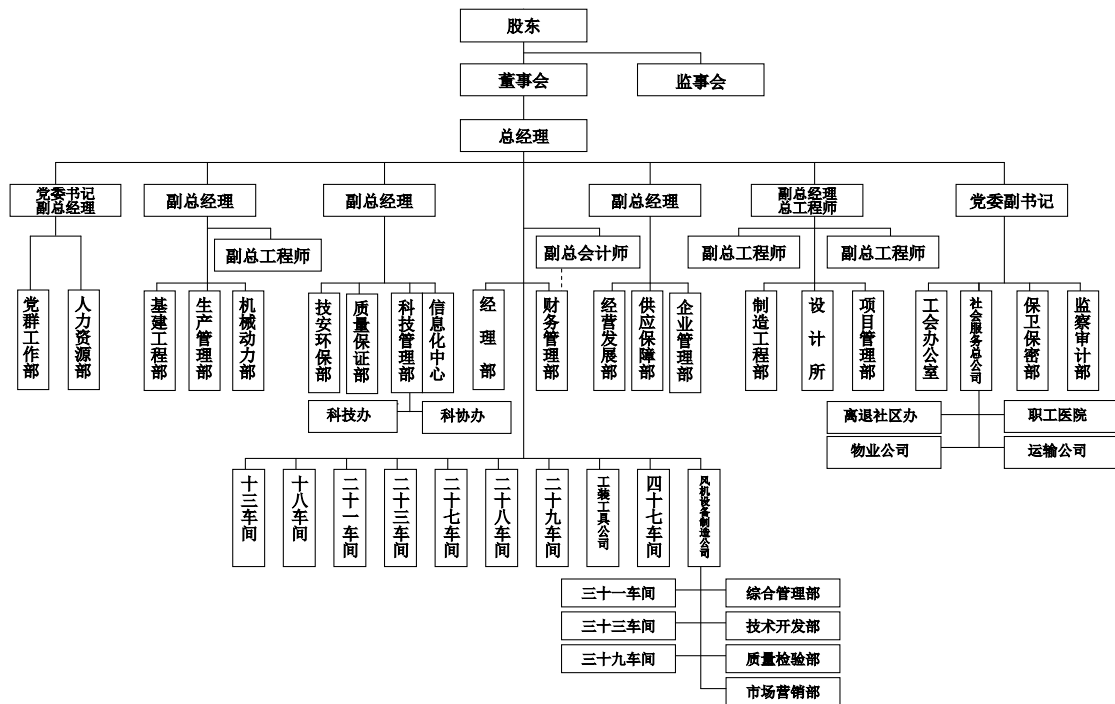 股东
董事会
监事会
总经理
党委书记
副总经理
副总经理
副总经理
副总经理
副总经理
总工程师
党委副书记
副总工程师
副总会计师
副总工程师
副总工程师
党群工作部
人力资源部
基建工程部
生产管理部
机械动力部
技安环保部
质量保证部
科技管理部
信息化中心
经理部
财务管理部
经营发展部
供应保障部
企业管理部
制造工程部
设计所
项目管理部
工会办公室
社会服务总公司
保卫保密部
监察审计部
科技办
科协办
离退社区办
职工医院
物业公司
运输公司
十三车间
十八车间
二十一车间
二十三车间
二十七车间
二十八车间
二十九车间
工装工具公司
四十七车间
风机设备制造公司
三十一车间
综合管理部
三十三车间
技术开发部
三十九车间
质量检验部
市场营销部